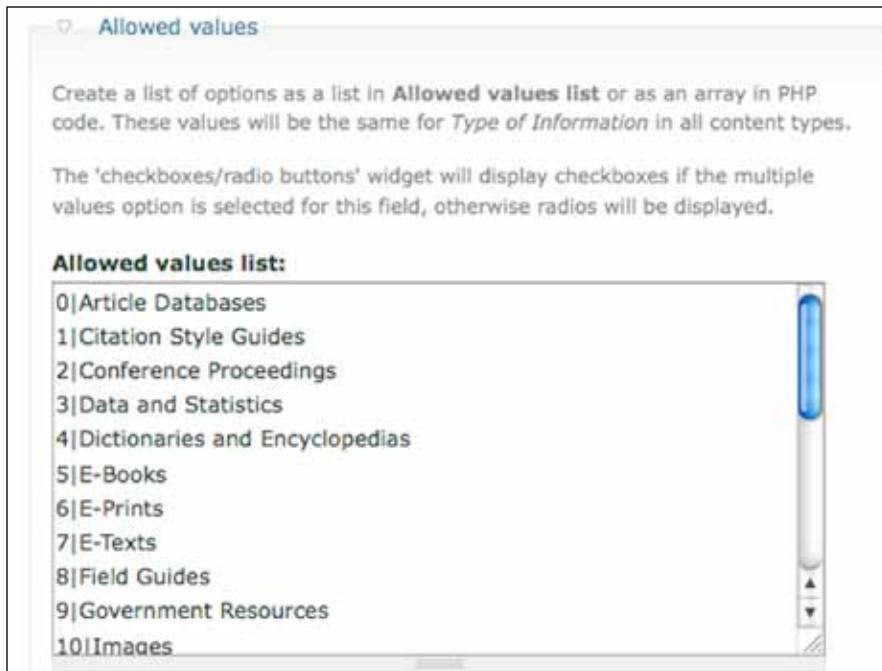 Allowed values
Create a list of options as a list in Allowed values list or as an array in PHP
code. These values will be the same for Type of Information in all content types.
The 'checkboxes/radio buttons' widget will display checkboxes if the multiple
values option is selected for this field, otherwise radios will be displayed.
Allowed values list:
0|Article Databases
1|Citation Style Guides
2|Conference Proceedings
3|Data and Statistics
4|Dictionaries and Encyclopedias
5|E-Books
6|E-Prints
7|E-Texts
8|Field Guides
9|Government Resources
10|Images